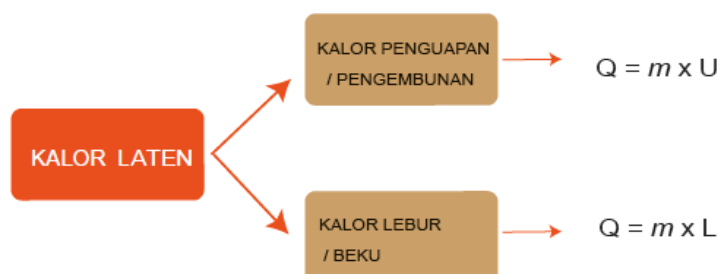 KALOR LATEN
KALOR PENGUAPAN
/ PENGEMBUNAN
Q = m x U
KALOR LEBUR
/ BEKU
Q = m x L